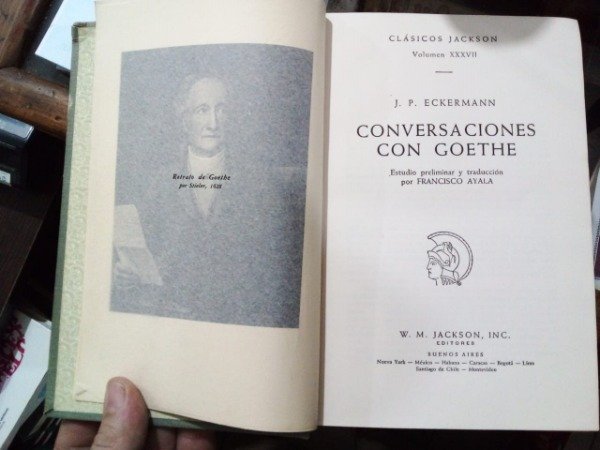 Retrato de Goethe
por Stieler, 1828
CLÁSICOS JACKSON
Volumen XXXVII
J. P. ECKERMANN
CONVERSACIONES
CON GOETHE
Estudio preliminar y traducción
por FRANCISCO AYALA
W. M. JACKSON, INC.
EDITORES
BUENOS AIRES
Nueva York — México — Habana — Caracas — Bogotá — Lima
Santiago de Chile — Montevideo